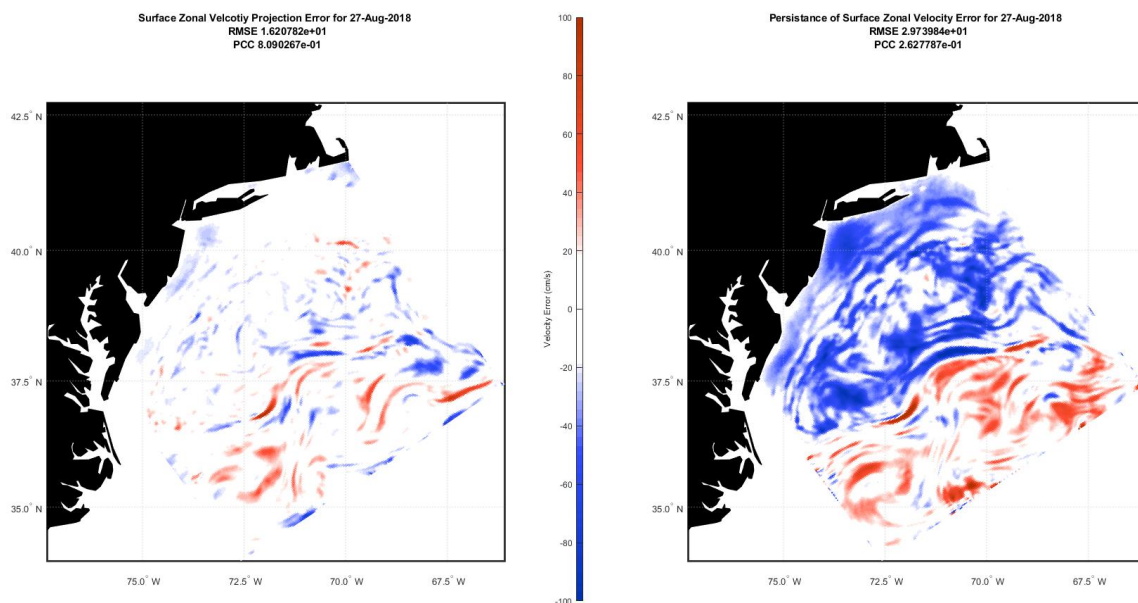 Surface Zonal Velcotiy Projection Error for 27-Aug-2018
RMSE 1.620782e+01
PCC 8.090267e-01
42.5° N
40.0° N
37.5° N
35.0° N
75.0° W
72.5° W
70.0° W
67.5° W
100
80
60
40
20
0
-20
-40
-60
-80
-100
Velocity Error (cm/s)
Persistance of Surface Zonal Velocity Error for 27-Aug-2018
RMSE 2.973984e+01
PCC 2.627787e-01
42.5° N
40.0° N
37.5° N
35.0° N
75.0° W
72.5° W
70.0° W
67.5° W